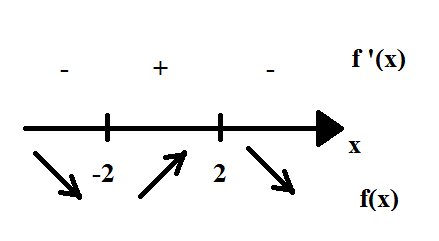 - + - f '(x)
x
-2 2
f(x)